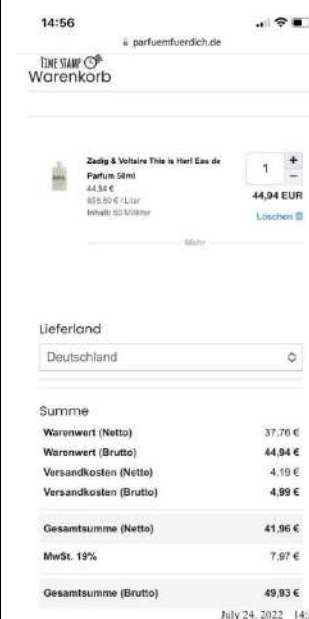 14:56
parfuemfuerdich.de
TIME STAMP
Warenkorb
Zadig & Voltaire This is Her! Eau de
Parfum 50ml
1
+
−
44,94 €
44,94 EUR
Löschen
Mehr
Lieferland
Deutschland
Summe
Warenwert (Netto)
37,76 €
Warenwert (Brutto)
44,94 €
Versandkosten (Netto)
4,19 €
Versandkosten (Brutto)
4,99 €
Gesamtsumme (Netto)
41,96 €
MwSt. 19%
7,97 €
Gesamtsumme (Brutto)
49,93 €
July 24, 2022 14: